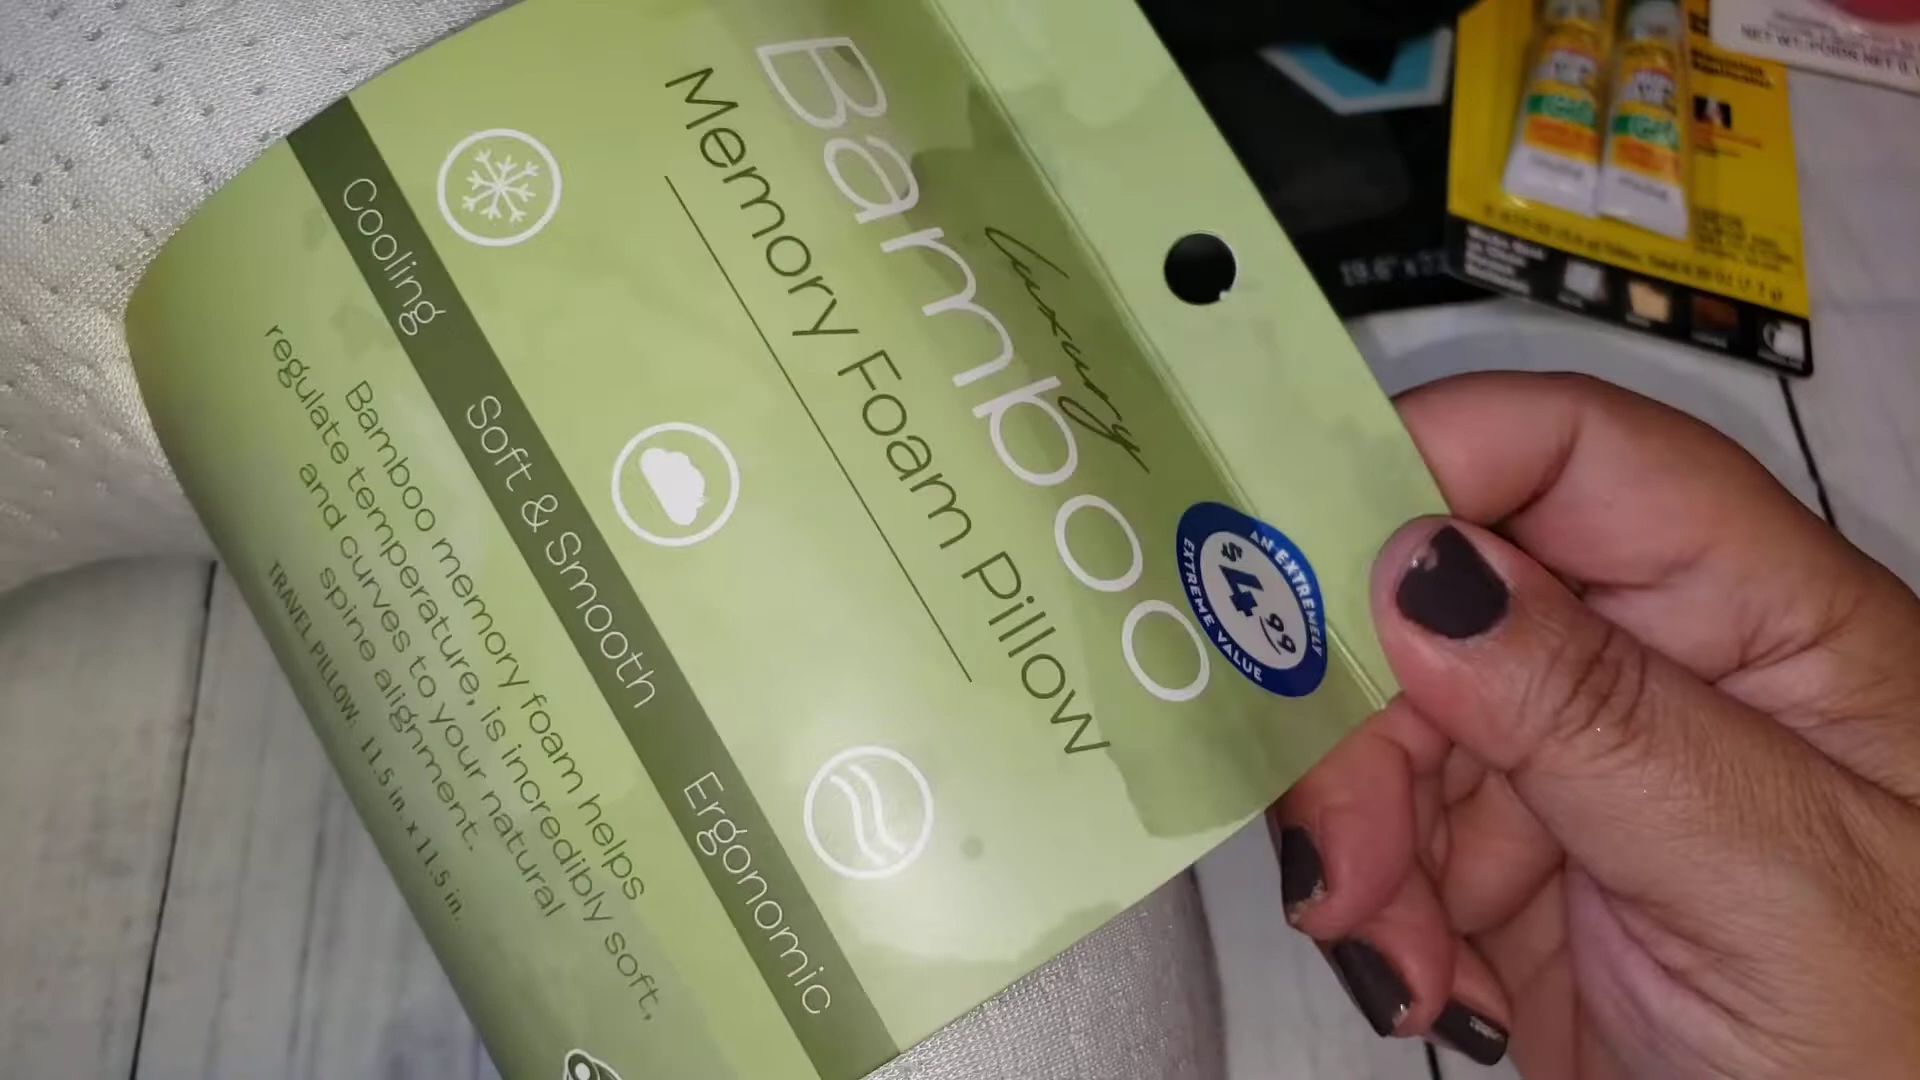 luxury
Bamboo
Memory Foam Pillow
AN EXTREMELY
$4.99
EXTREME VALUE
Cooling
Soft & Smooth
Ergonomic
Bamboo memory foam helps
regulate temperature, is incredibly soft,
and curves to your natural
spine alignment.
TRAVEL PILLOW: 11.5 in. x 11.5 in.